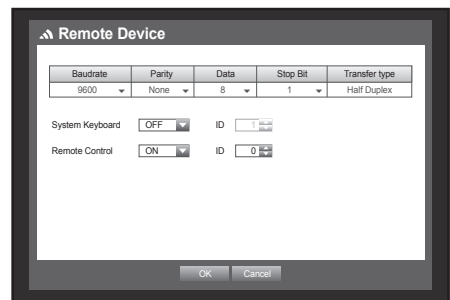 Remote Device
Baudrate Parity Data Stop Bit Transfer type
9600 None 8 1 Half Duplex
System Keyboard OFF ID 1
Remote Control ON ID 0
OK Cancel